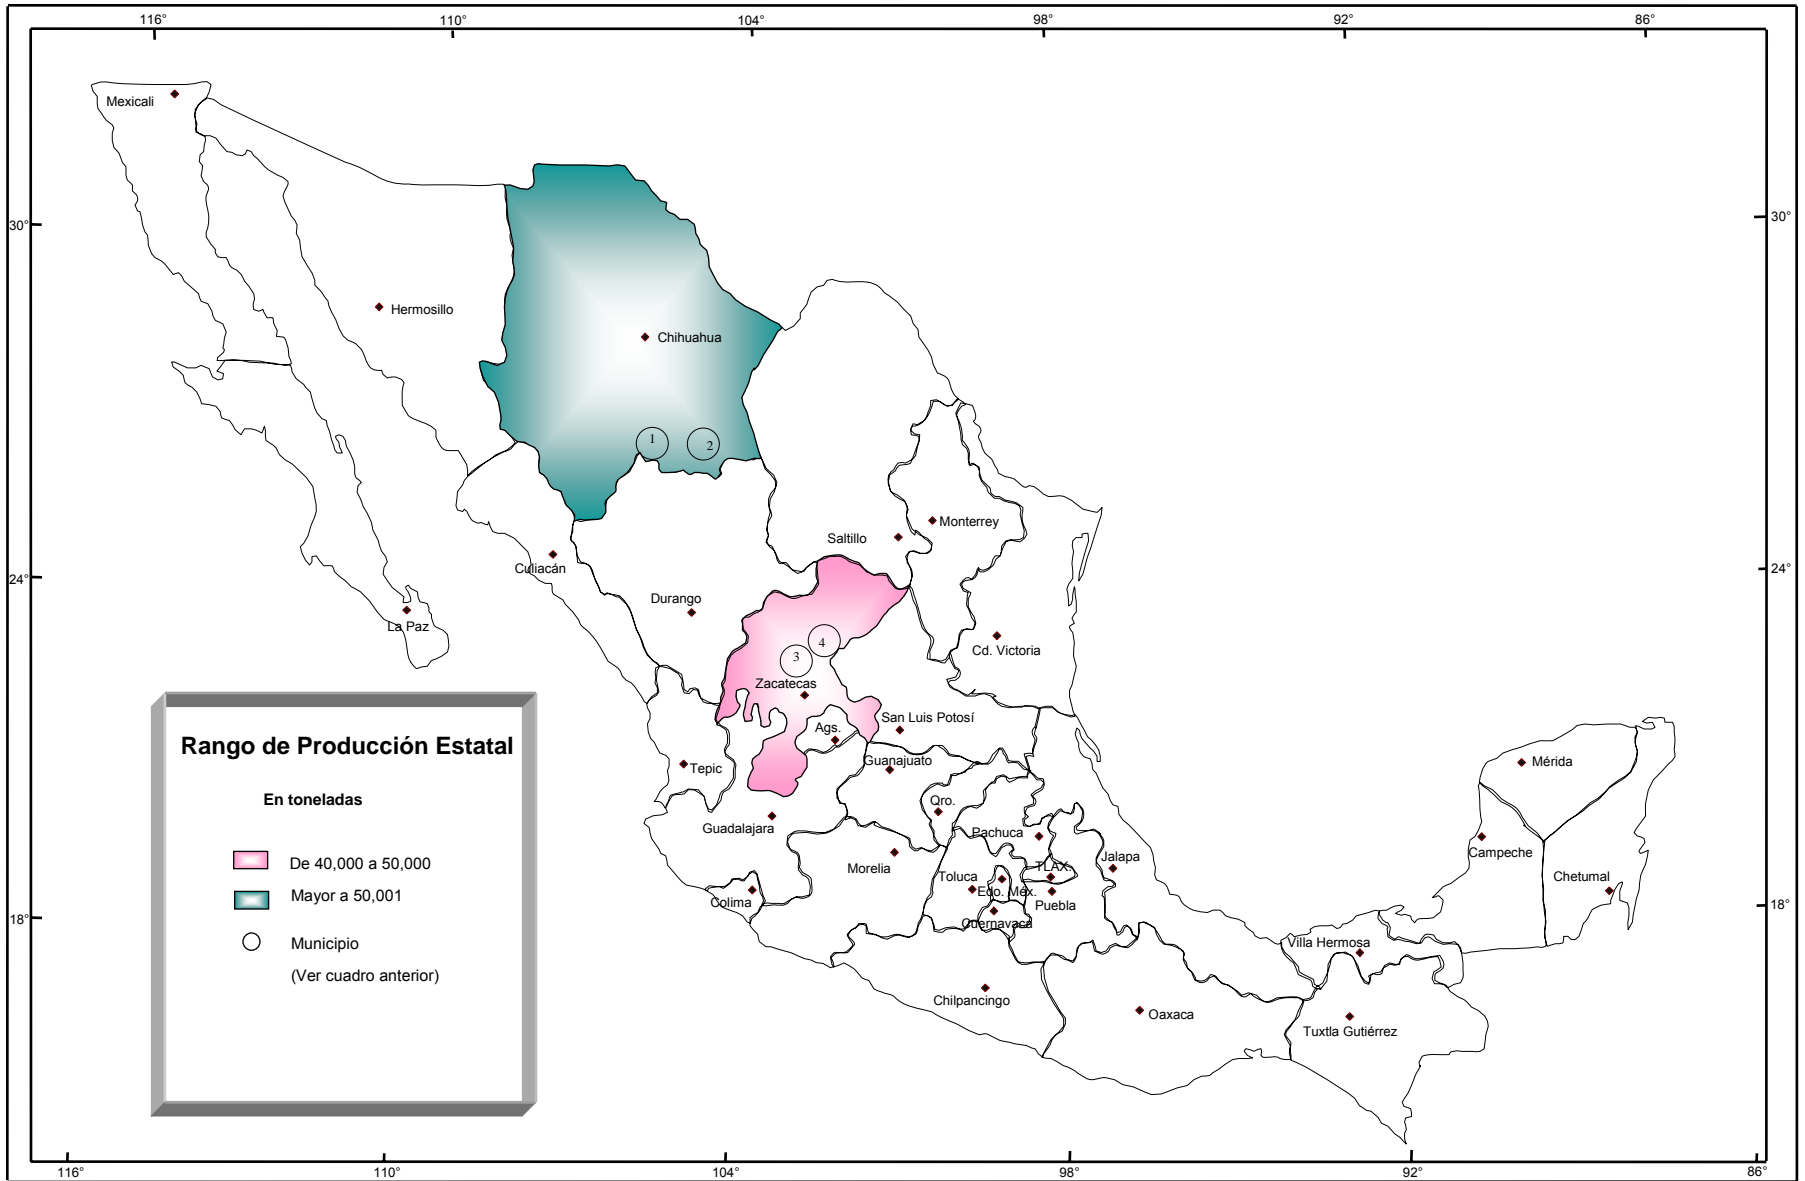 116°
110°
104°
98°
92°
86°
Mexicali
30°
30°
Hermosillo
Chihuahua
1
2
Monterrey
Saltillo
Culiacán
24°
24°
Durango
La Paz
4
Cd. Victoria
3
Zacatecas
San Luis Potosí
Ags.
Rango de Producción Estatal
Guanajuato
Mérida
Tepic
En toneladas
Qro.
Guadalajara
Pachuca
Campeche
Jalapa
De 40,000 a 50,000
Morelia
TLAX.
Toluca
Chetumal
Edo. Méx.
Mayor a 50,001
Colima
Puebla
18°
18°
Cuernavaca
Municipio
Villa Hermosa
(Ver cuadro anterior)
Chilpancingo
Oaxaca
Tuxtla Gutiérrez
116°
110°
104°
98°
92°
86°